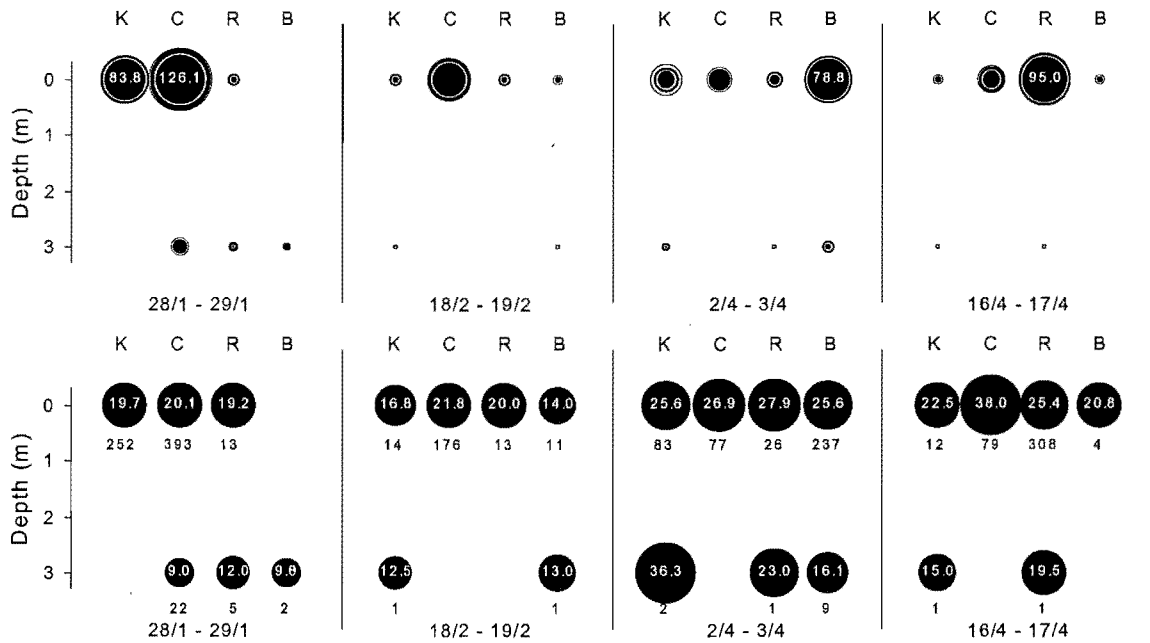 K C R B K C R B K C R B K C R B
0 83.8 126.1 78.8 95.0
1
2
3
Depth (m)
28/1 - 29/1 18/2 - 19/2 2/4 - 3/4 16/4 - 17/4
K C R B K C R B K C R B K C R B
0 19.7 20.1 19.2 16.8 21.8 20.0 14.0 25.6 26.9 27.9 25.6 22.5 38.0 25.4 20.8
252 393 13 14 176 13 11 83 77 26 237 12 79 308 4
1
2
3 9.0 12.0 12.5 13.0 36.3 23.0 16.1 15.0 19.5
Depth (m)
22 5 2 1 1 2 1 9 1 1
28/1 - 29/1 18/2 - 19/2 2/4 - 3/4 16/4 - 17/4